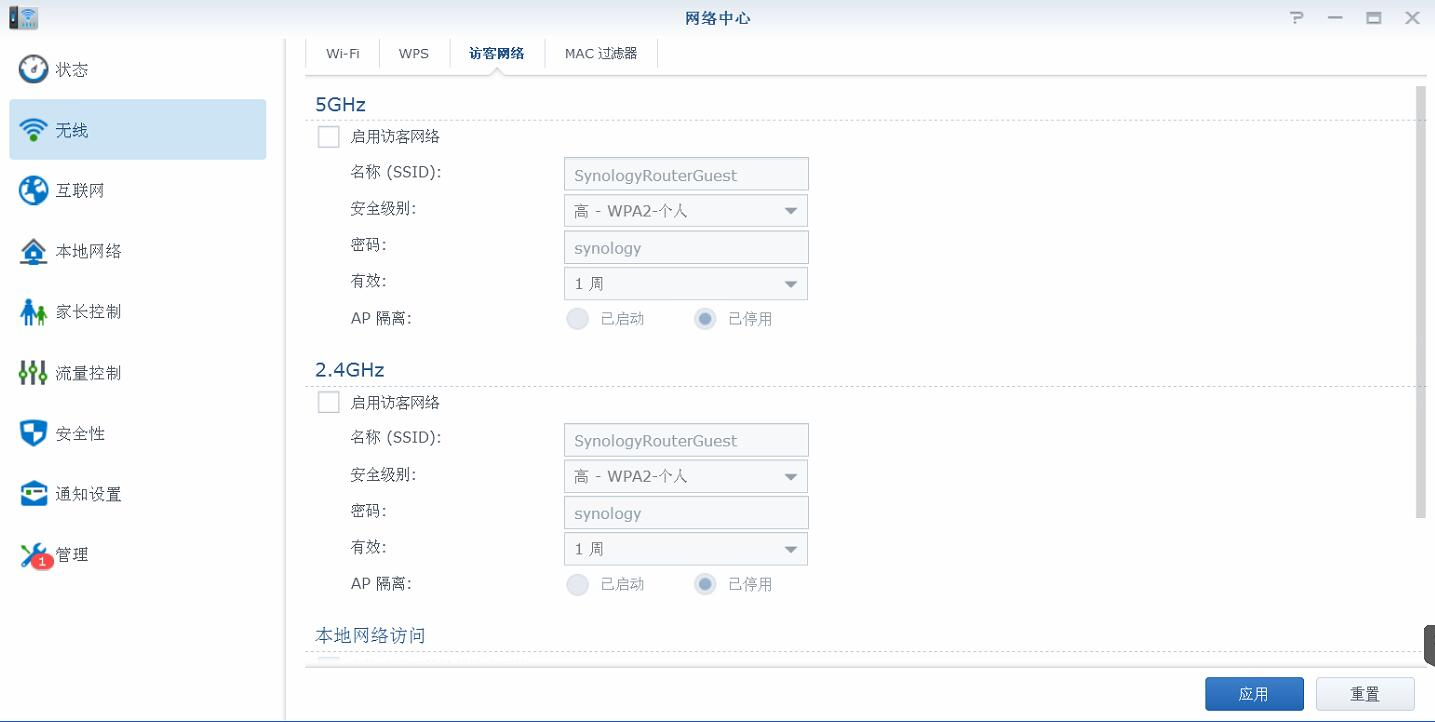 网络中心
状态
无线
互联网
本地网络
家长控制
流量控制
安全性
通知设置
1
管理
Wi-Fi WPS 访客网络 MAC 过滤器
5GHz
启用访客网络
名称 (SSID): SynologyRouterGuest
安全级别: 高 - WPA2-个人
密码: synology
有效: 1 周
AP 隔离: 已启动 已停用
2.4GHz
启用访客网络
名称 (SSID): SynologyRouterGuest
安全级别: 高 - WPA2-个人
密码: synology
有效: 1 周
AP 隔离: 已启动 已停用
本地网络访问
应用 重置